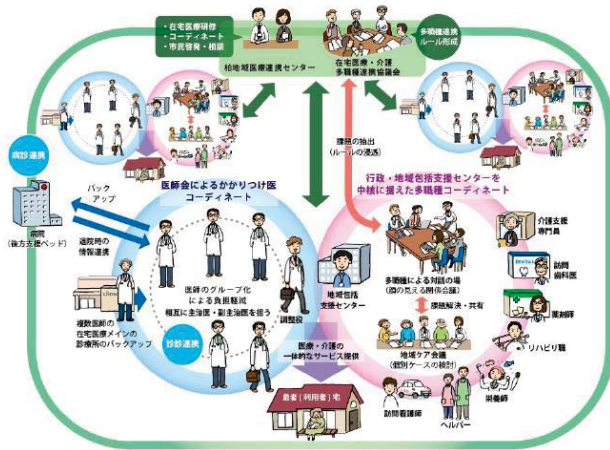 ・在宅医療研修
・コーディネート
・市民啓発・相談
柏地域医療連携センター
在宅医療・介護
多職種連携協議会
多職種連携
ルール形成
病診連携
病院
(後方支援ベッド)
バック
アップ
退院時の
情報連携
複数医師の
在宅医療メインの
診療所のバックアップ
医師会によるかかりつけ医
コーディネート
医師のグループ化
による負担軽減
相互に主治医・副主治医を担う
診診連携
調整役
課題の抽出
(ルールの浸透)
行政・地域包括支援センターを
中核に据えた多職種コーディネート
地域包括
支援センター
多職種による対話の場
(顔の見える関係会議)
課題解決・共有
地域ケア会議
(個別ケースの検討)
介護支援
専門員
DENTAL
訪問
歯科医
薬剤師
リハビリ職
栄養師
ヘルパー
訪問看護師
医療・介護の
一体的なサービス提供
患者(利用者)宅